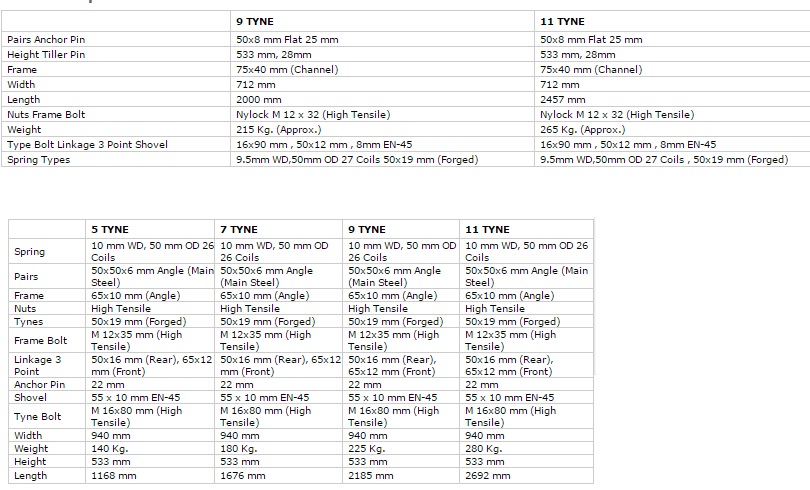 9 TYNE 11 TYNE
Pairs Anchor Pin 50x8 mm Flat 25 mm 50x8 mm Flat 25 mm
Height Tiller Pin 533 mm, 28mm 533 mm, 28mm
Frame 75x40 mm (Channel) 75x40 mm (Channel)
Width 712 mm 712 mm
Length 2000 mm 2457 mm
Nuts Frame Bolt Nylock M 12 x 32 (High Tensile) Nylock M 12 x 32 (High Tensile)
Weight 215 Kg. (Approx.) 265 Kg. (Approx.)
Type Bolt Linkage 3 Point Shovel 16x90 mm , 50x12 mm , 8mm EN-45 16x90 mm , 50x12 mm , 8mm EN-45
Spring Types 9.5mm WD,50mm OD 27 Coils 50x19 mm (Forged) 9.5mm WD,50mm OD 27 Coils , 50x19 mm (Forged)
5 TYNE 7 TYNE 9 TYNE 11 TYNE
Spring 10 mm WD, 50 mm OD 26 Coils 10 mm WD, 50 mm OD 26 Coils 10 mm WD, 50 mm OD 26 Coils 10 mm WD, 50 mm OD 26 Coils
Pairs 50x50x6 mm Angle (Main Steel) 50x50x6 mm Angle (Main Steel) 50x50x6 mm Angle (Main Steel) 50x50x6 mm Angle (Main Steel)
Frame 65x10 mm (Angle) 65x10 mm (Angle) 65x10 mm (Angle) 65x10 mm (Angle)
Nuts High Tensile High Tensile High Tensile High Tensile
Tynes 50x19 mm (Forged) 50x19 mm (Forged) 50x19 mm (Forged) 50x19 mm (Forged)
Frame Bolt M 12x35 mm (High Tensile) M 12x35 mm (High Tensile) M 12x35 mm (High Tensile) M 12x35 mm (High Tensile)
Linkage 3 Point 50x16 mm (Rear), 65x12 mm (Front) 50x16 mm (Rear), 65x12 mm (Front) 50x16 mm (Rear), 65x12 mm (Front) 50x16 mm (Rear), 65x12 mm (Front)
Anchor Pin 22 mm 22 mm 22 mm 22 mm
Shovel 55 x 10 mm EN-45 55 x 10 mm EN-45 55 x 10 mm EN-45 55 x 10 mm EN-45
Tyne Bolt M 16x80 mm (High Tensile) M 16x80 mm (High Tensile) M 16x80 mm (High Tensile) M 16x80 mm (High Tensile)
Width 940 mm 940 mm 940 mm 940 mm
Weight 140 Kg. 180 Kg. 225 Kg. 280 Kg.
Height 533 mm 533 mm 533 mm 533 mm
Length 1168 mm 1676 mm 2185 mm 2692 mm